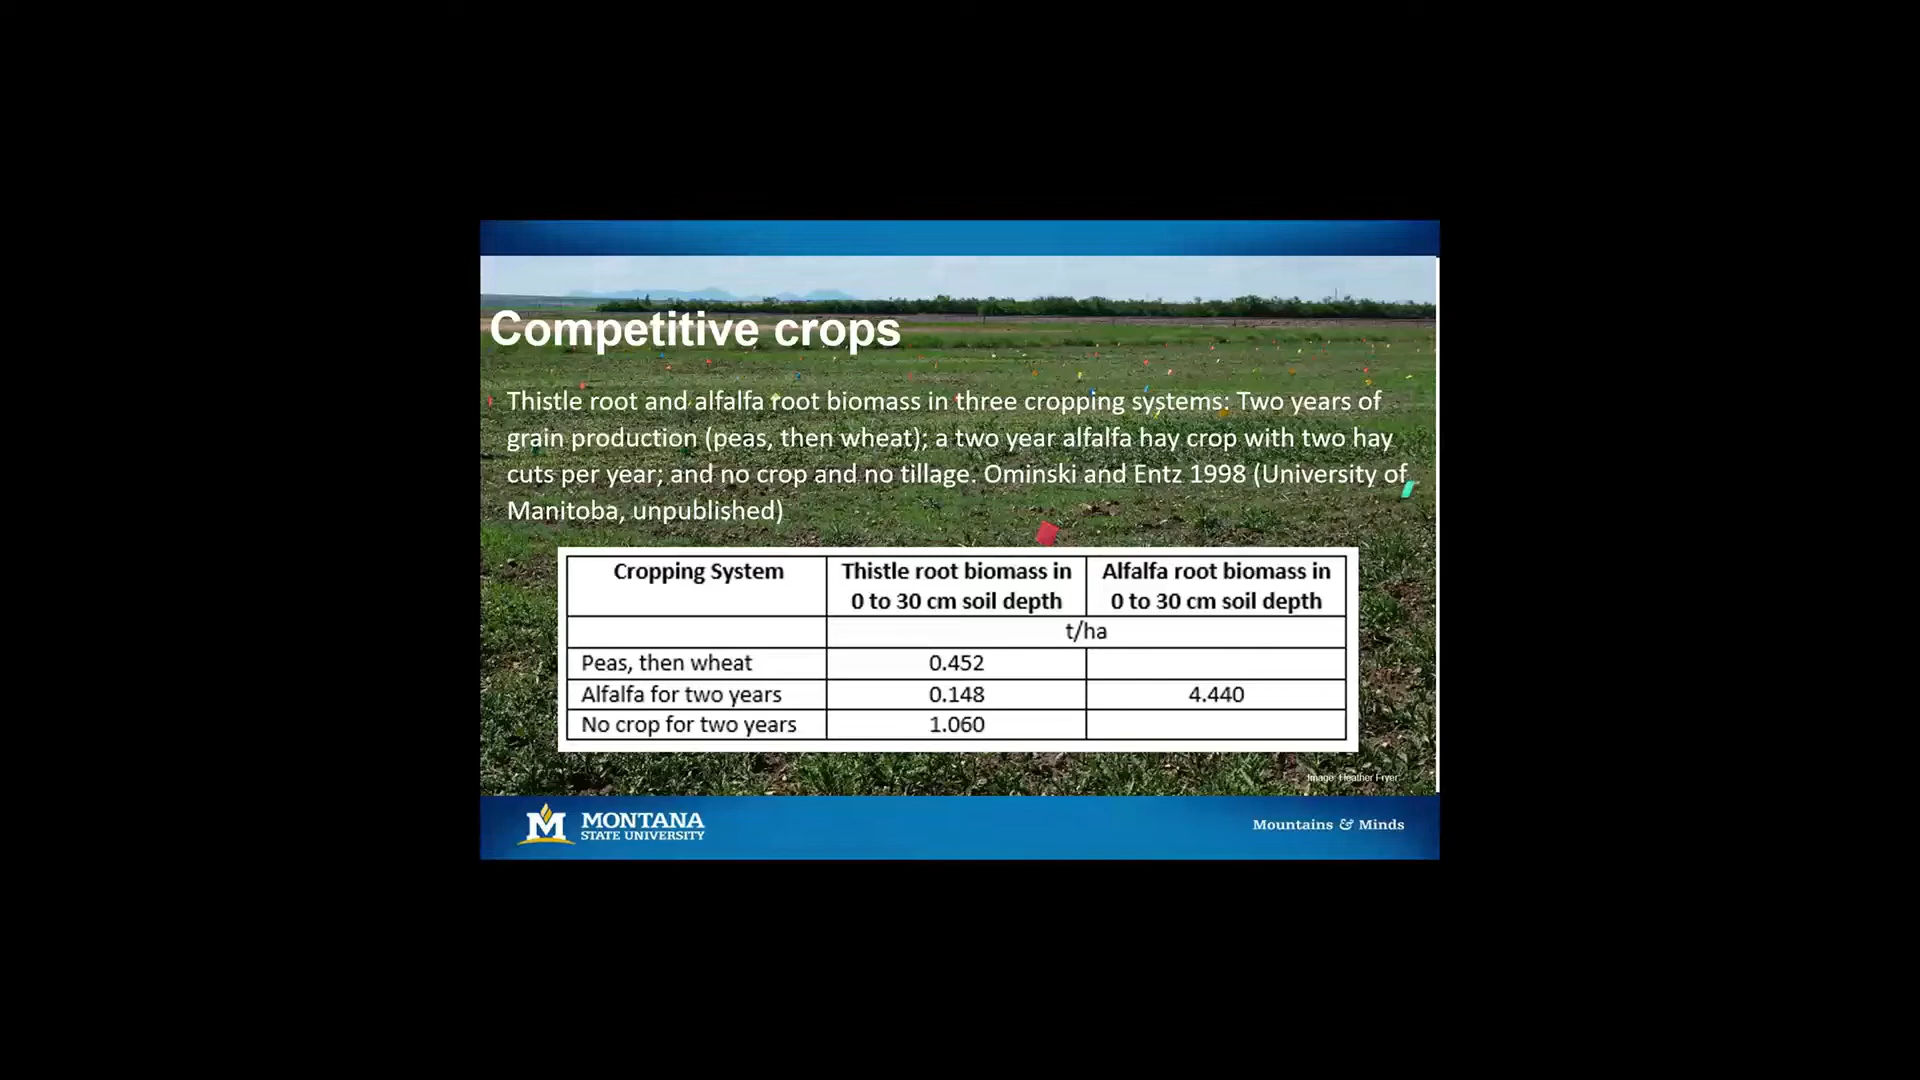 Competitive crops
Thistle root and alfalfa root biomass in three cropping systems: Two years of
grain production (peas, then wheat); a two year alfalfa hay crop with two hay
cuts per year; and no crop and no tillage. Ominski and Entz 1998 (University of
Manitoba, unpublished)
Cropping System Thistle root biomass in Alfalfa root biomass in
0 to 30 cm soil depth 0 to 30 cm soil depth
t/ha
Peas, then wheat 0.452
Alfalfa for two years 0.148 4.440
No crop for two years 1.060
Image: Heather Fryer
M MONTANA
STATE UNIVERSITY
Mountains & Minds